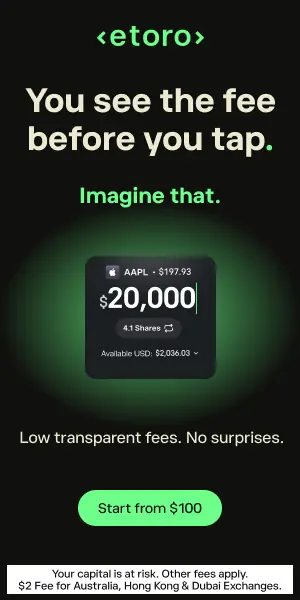 ‹etoro›
You see the fee
before you tap.
Imagine that.
AAPL • $197.93
$20,000
4.1 Shares
Available USD: $2,036.03
Low transparent fees. No surprises.
Start from $100
Your capital is at risk. Other fees apply.
$2 Fee for Australia, Hong Kong & Dubai Exchanges.